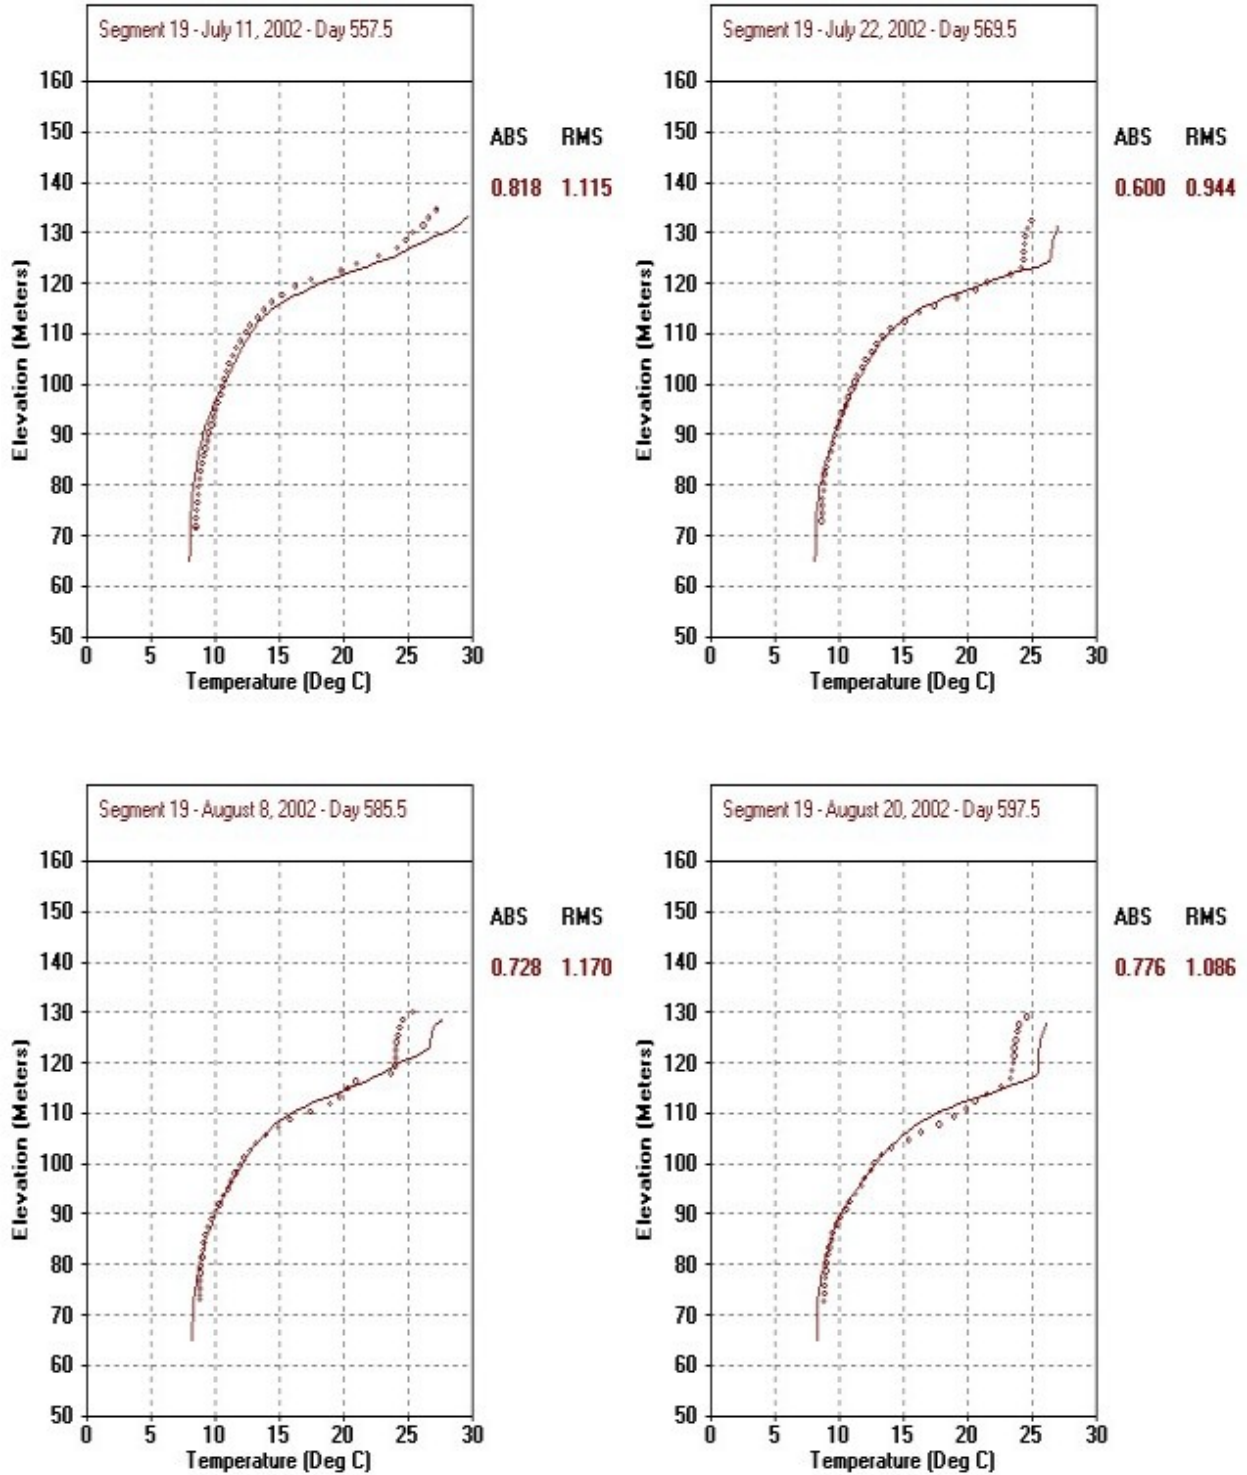 Segment 19 - July 11, 2002 - Day 557.5
160
150
140
130
120
110
100
90
80
70
60
50
0 5 10 15 20 25 30
Elevation (Meters)
Temperature (Deg C)
ABS RMS
0.818 1.115
Segment 19 - July 22, 2002 - Day 569.5
160
150
140
130
120
110
100
90
80
70
60
50
0 5 10 15 20 25 30
Elevation (Meters)
Temperature (Deg C)
ABS RMS
0.600 0.944
Segment 19 - August 8, 2002 - Day 585.5
160
150
140
130
120
110
100
90
80
70
60
50
0 5 10 15 20 25 30
Elevation (Meters)
Temperature (Deg C)
ABS RMS
0.728 1.170
Segment 19 - August 20, 2002 - Day 597.5
160
150
140
130
120
110
100
90
80
70
60
50
0 5 10 15 20 25 30
Elevation (Meters)
Temperature (Deg C)
ABS RMS
0.776 1.086